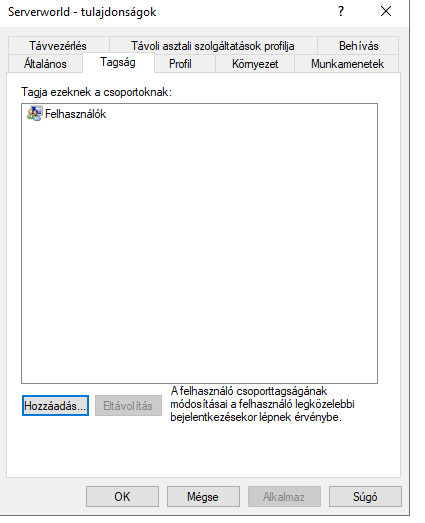 Serverworld - tulajdonságok
Távvezérlés Távoli asztali szolgáltatások profilja Behívás
Általános Tagság Profil Környezet Munkamenetek
Tagja ezeknek a csoportoknak:
Felhasználók
Hozzáadás... Eltávolítás
A felhasználó csoporttagságának
módosításai a felhasználó legközelebbi
bejelentkezésekor lépnek érvénybe.
OK Mégse Alkalmaz Súgó